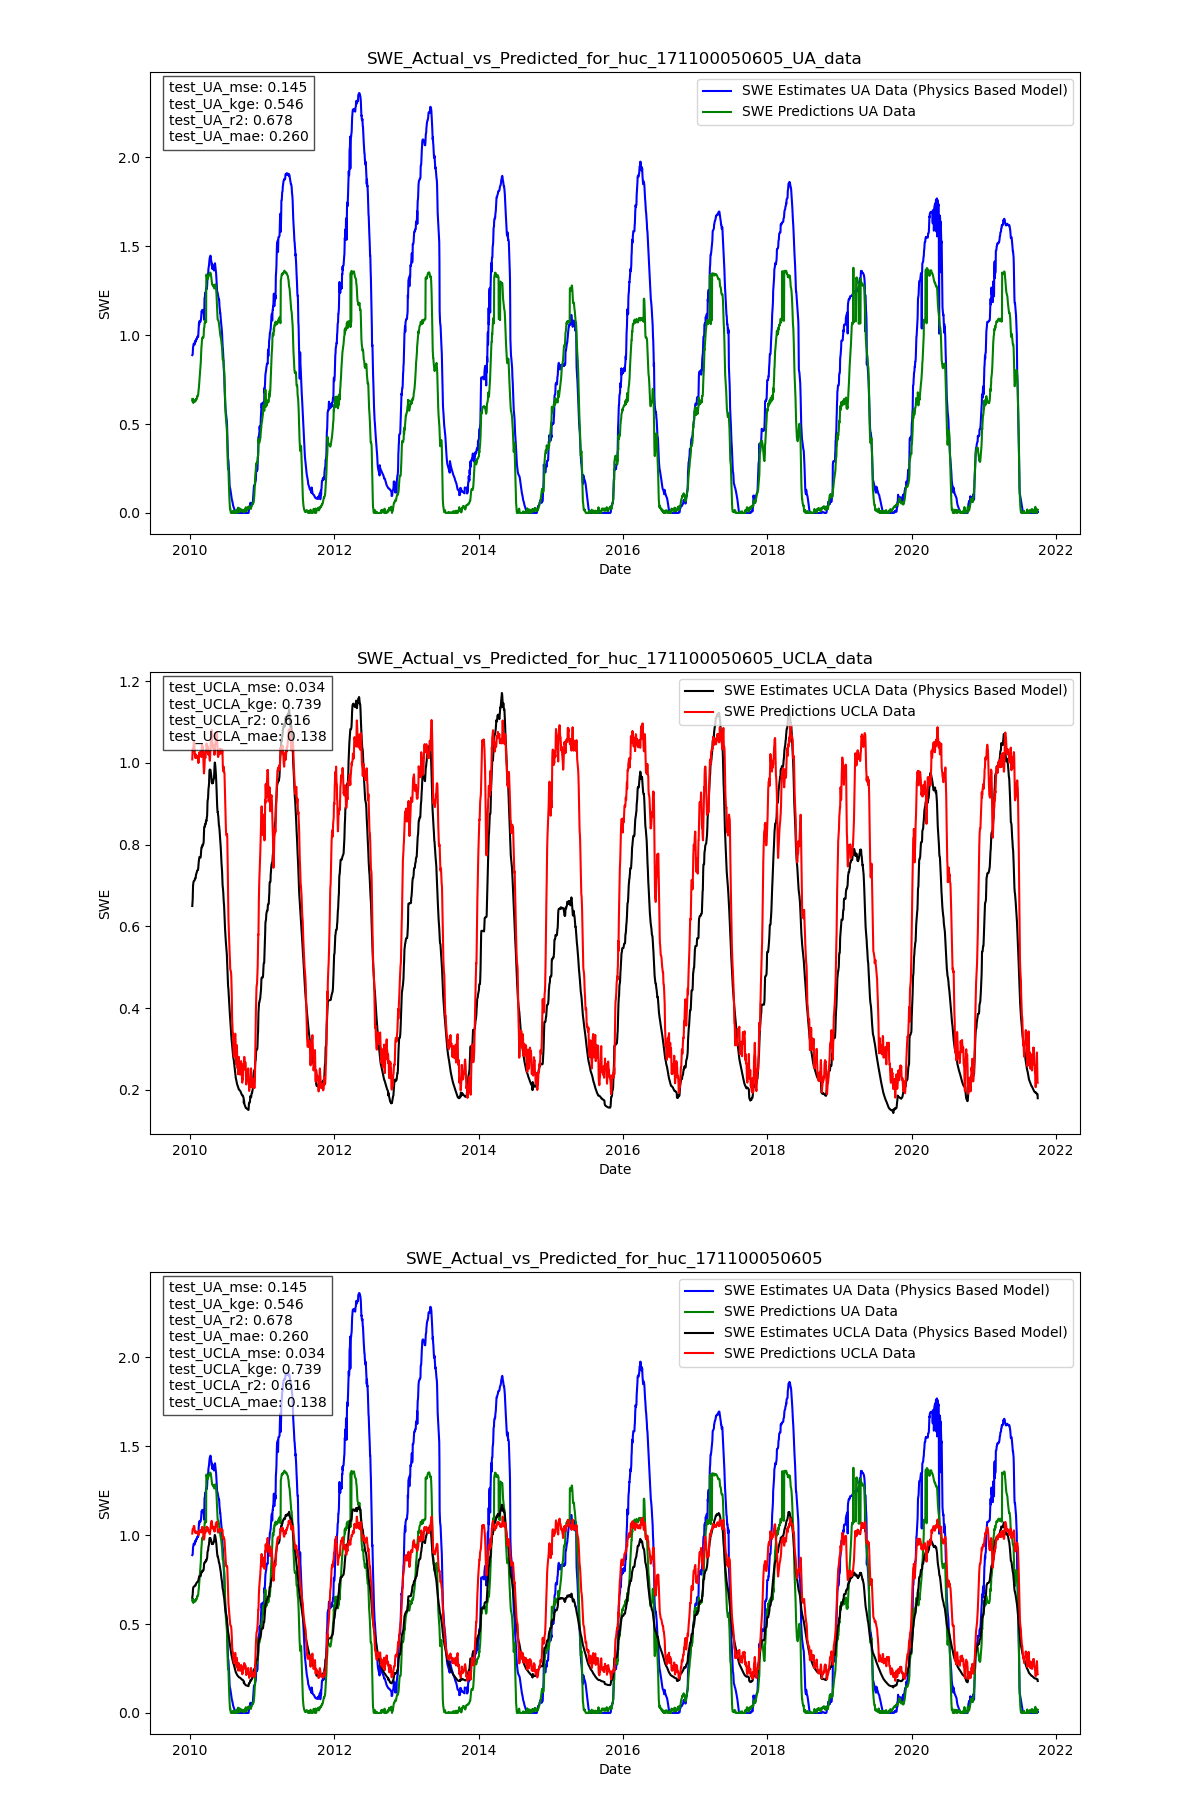 SWE_Actual_vs_Predicted_for_huc_171100050605_UA_data
test_UA_mse: 0.145
test_UA_kge: 0.546
test_UA_r2: 0.678
test_UA_mae: 0.260
SWE Estimates UA Data (Physics Based Model)
SWE Predictions UA Data
2.0
1.5
1.0
0.5
0.0
SWE
2010
2012
2014
2016
2018
2020
2022
Date
SWE_Actual_vs_Predicted_for_huc_171100050605_UCLA_data
test_UCLA_mse: 0.034
test_UCLA_kge: 0.739
test_UCLA_r2: 0.616
test_UCLA_mae: 0.138
SWE Estimates UCLA Data (Physics Based Model)
SWE Predictions UCLA Data
1.2
1.0
0.8
0.6
0.4
0.2
SWE
2010
2012
2014
2016
2018
2020
2022
Date
SWE_Actual_vs_Predicted_for_huc_171100050605
test_UA_mse: 0.145
test_UA_kge: 0.546
test_UA_r2: 0.678
test_UA_mae: 0.260
test_UCLA_mse: 0.034
test_UCLA_kge: 0.739
test_UCLA_r2: 0.616
test_UCLA_mae: 0.138
SWE Estimates UA Data (Physics Based Model)
SWE Predictions UA Data
SWE Estimates UCLA Data (Physics Based Model)
SWE Predictions UCLA Data
2.0
1.5
1.0
0.5
0.0
SWE
2010
2012
2014
2016
2018
2020
2022
Date